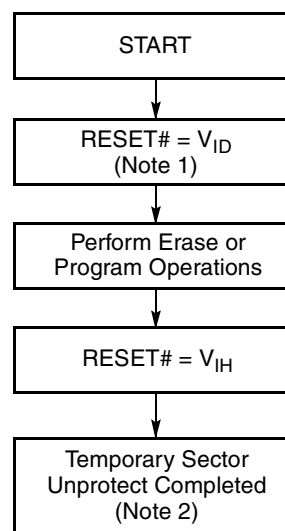 START
RESET# = VID
(Note 1)
Perform Erase or
Program Operations
RESET# = VIH
Temporary Sector
Unprotect Completed
(Note 2)